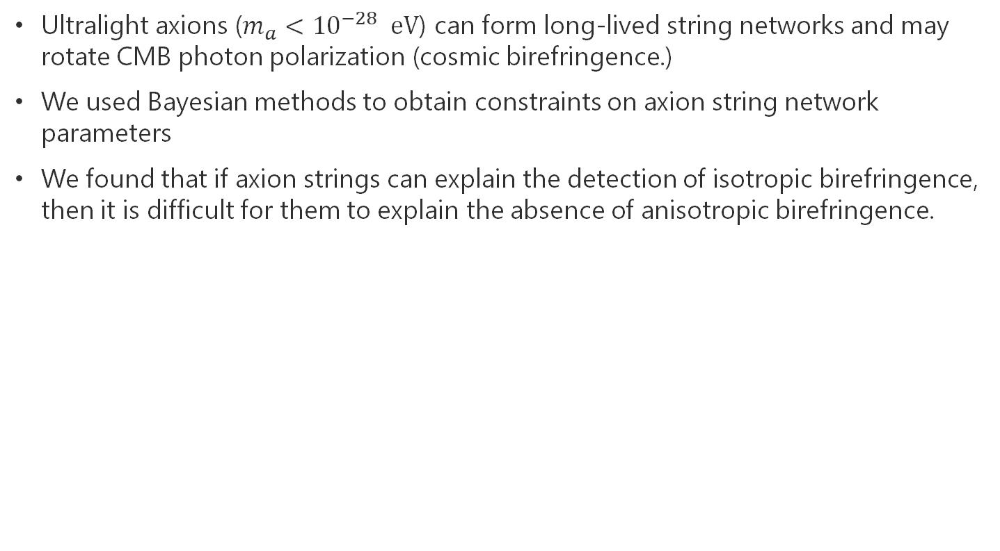 • Ultralight axions (𝑚ₐ < 10⁻²⁸ eV) can form long-lived string networks and may
rotate CMB photon polarization (cosmic birefringence.)
• We used Bayesian methods to obtain constraints on axion string network
parameters
• We found that if axion strings can explain the detection of isotropic birefringence,
then it is difficult for them to explain the absence of anisotropic birefringence.